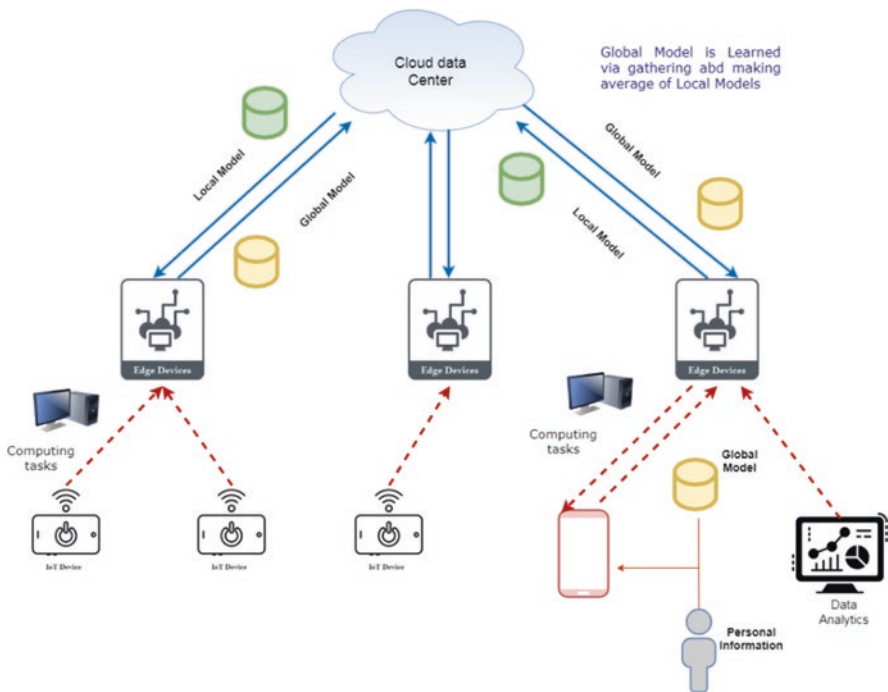 Cloud data
Center
Global Model is Learned
via gathering abd making
average of Local Models
Local Model
Global Model
Global Model
Local Model
Edge Devices
Edge Devices
Edge Devices
Computing
tasks
Computing
tasks
Global
Model
IoT Device
IoT Device
IoT Device
Data
Analytics
Personal
Information